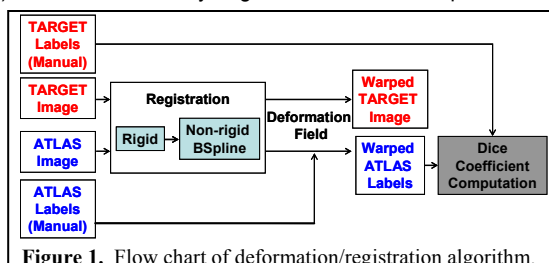 TARGET
Labels
(Manual)
TARGET
Image
ATLAS
Image
ATLAS
Labels
(Manual)
Registration
Rigid
Non-rigid
BSpline
Deformation
Field
Warped
TARGET
Image
Warped
ATLAS
Labels
Dice
Coefficient
Computation
Figure 1. Flow chart of deformation/registration algorithm.